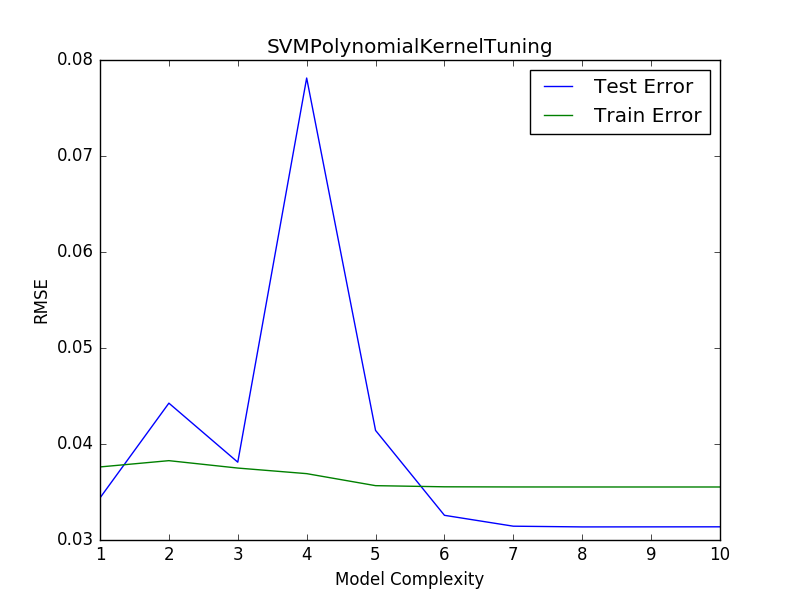 SVMPolynomialKernelTuning
0.08
0.07
0.06
0.05
0.04
0.03
RMSE
Test Error
Train Error
1 2 3 4 5 6 7 8 9 10
Model Complexity